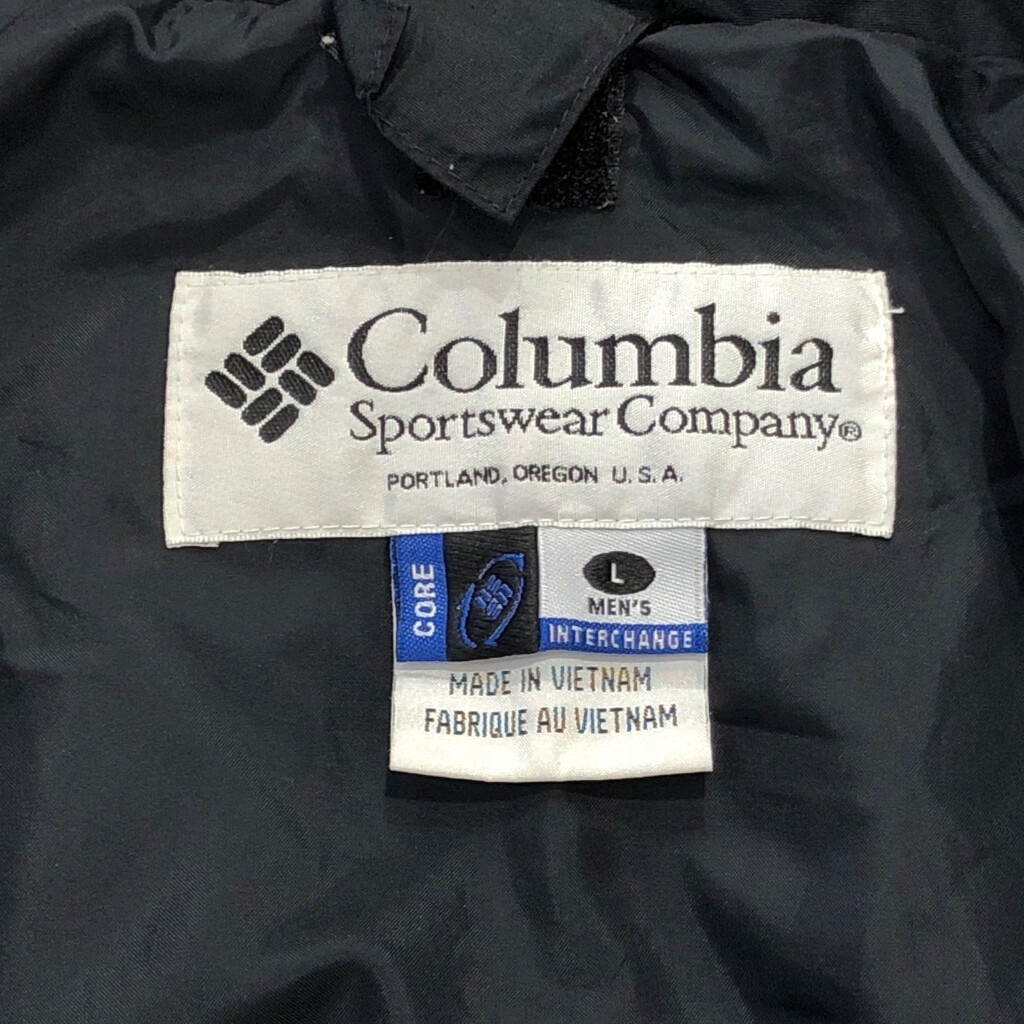 Columbia
Sportswear Company®
PORTLAND, OREGON U.S.A.
CORE
L
MEN'S
INTERCHANGE
MADE IN VIETNAM
FABRIQUE AU VIETNAM